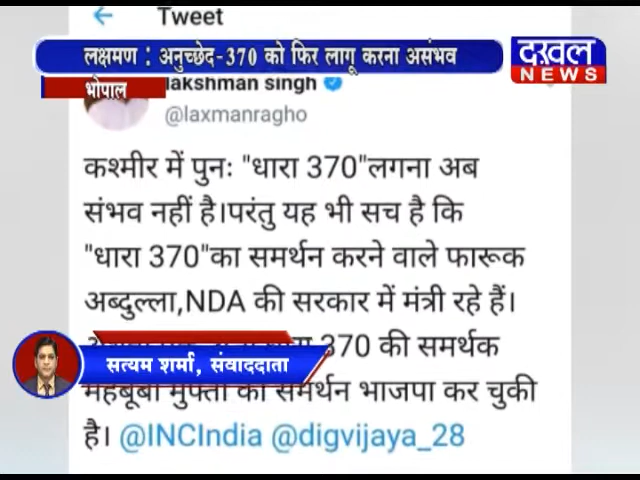 Tweet
लक्षमण : अनुच्छेद-370 को फिर लागू करना असंभव
दखल
NEWS
भोपाल
lakshman singh
@laxmanragho
कश्मीर में पुनः "धारा 370"लगना अब
संभव नहीं है।परंतु यह भी सच है कि
"धारा 370"का समर्थन करने वाले फारूक
अब्दुल्ला,NDA की सरकार में मंत्री रहे हैं।
370 की समर्थक
सत्यम शर्मा, संवाददाता
महबूबा मुफ्ती का समर्थन भाजपा कर चुकी
है। @INCIndia @digvijaya_28